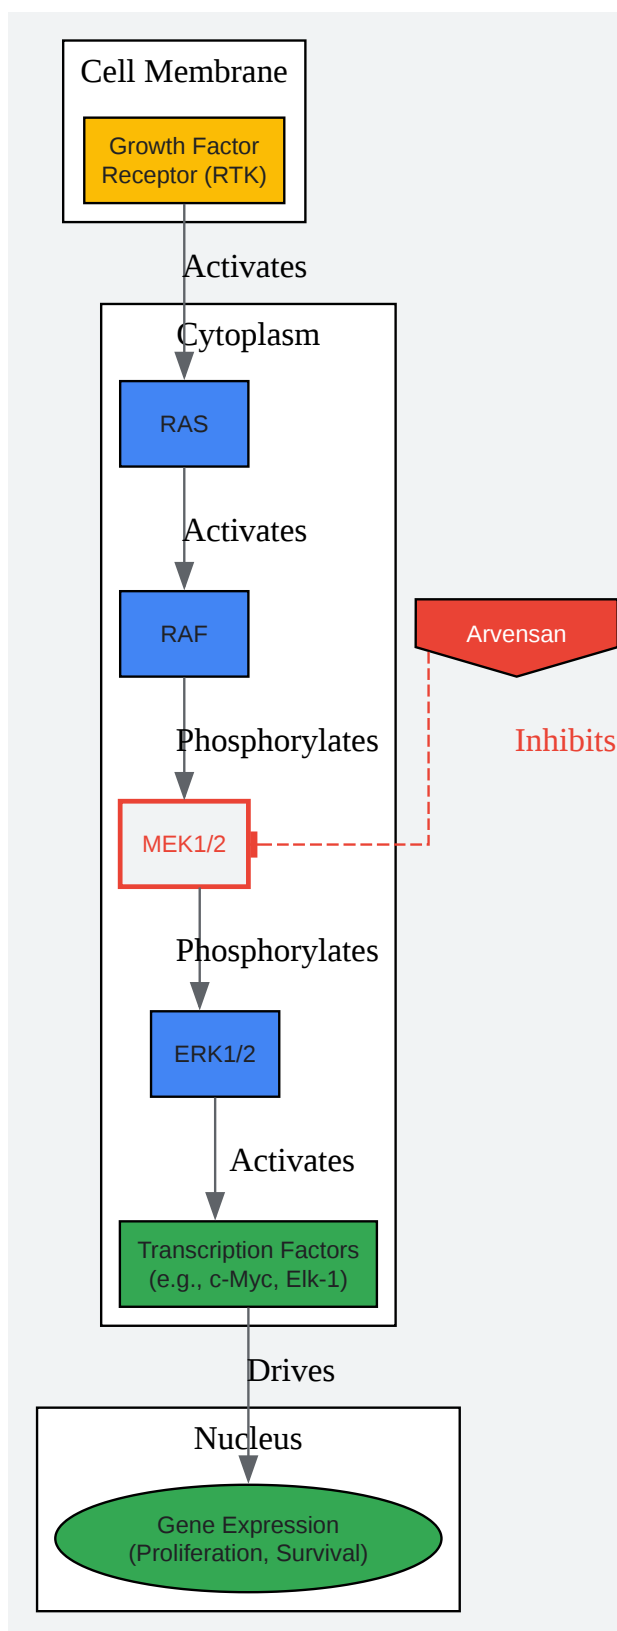 Cell Membrane
Growth Factor
Receptor (RTK)
Activates
Cytoplasm
RAS
Activates
RAF
Arvensan
Phosphorylates
Inhibits
MEK1/2
Phosphorylates
ERK1/2
Activates
Transcription Factors
(e.g., c-Myc, Elk-1)
Drives
Nucleus
Gene Expression
(Proliferation, Survival)